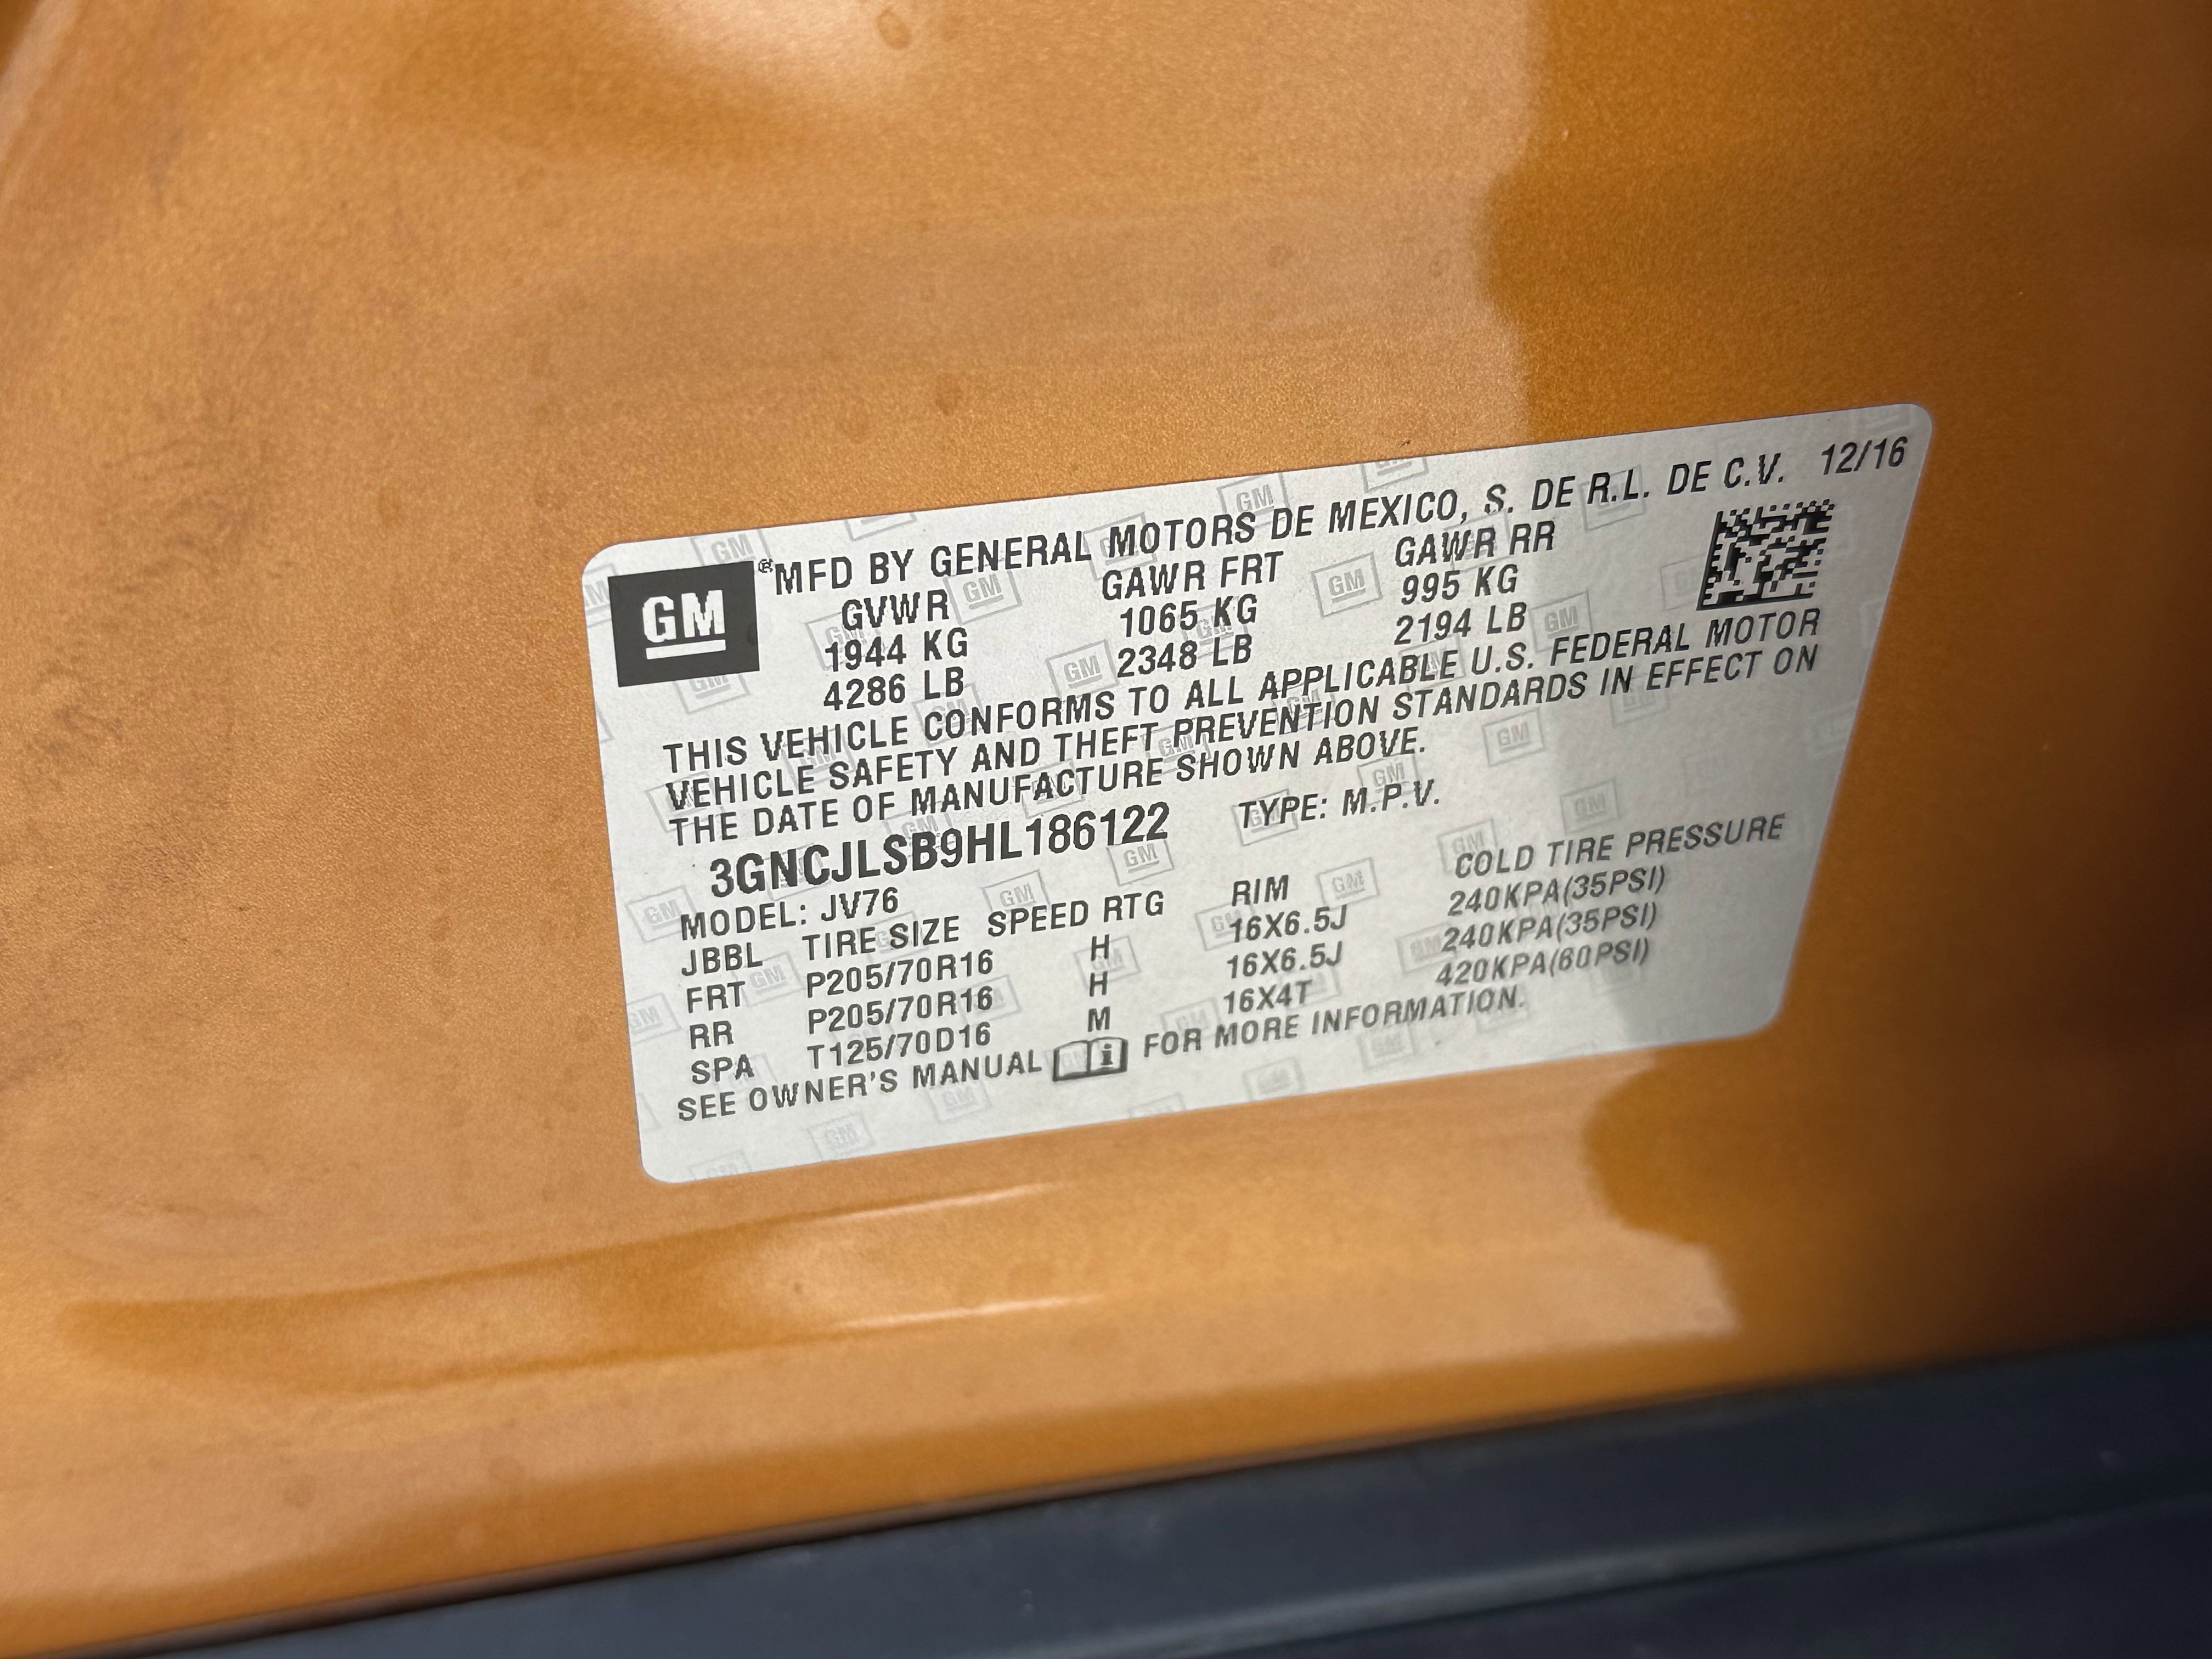 MFD BY GENERAL MOTORS DE MEXICO, S. DE R.L. DE C.V. 12/16
GM
GVWR GAWR FRT GAWR RR
1944 KG 1065 KG 995 KG
4286 LB 2348 LB 2194 LB
THIS VEHICLE CONFORMS TO ALL APPLICABLE U.S. FEDERAL MOTOR
VEHICLE SAFETY AND THEFT PREVENTION STANDARDS IN EFFECT ON
THE DATE OF MANUFACTURE SHOWN ABOVE.
3GNCJLSB9HL186122 TYPE: M.P.V.
MODEL: JV76
JBBL TIRE SIZE SPEED RTG RIM COLD TIRE PRESSURE
FRT P205/70R16 H 16X6.5J 240KPA(35PSI)
RR P205/70R16 H 16X6.5J 240KPA(35PSI)
SPA T125/70D16 M 16X4T 420KPA(60PSI)
SEE OWNER'S MANUAL FOR MORE INFORMATION.